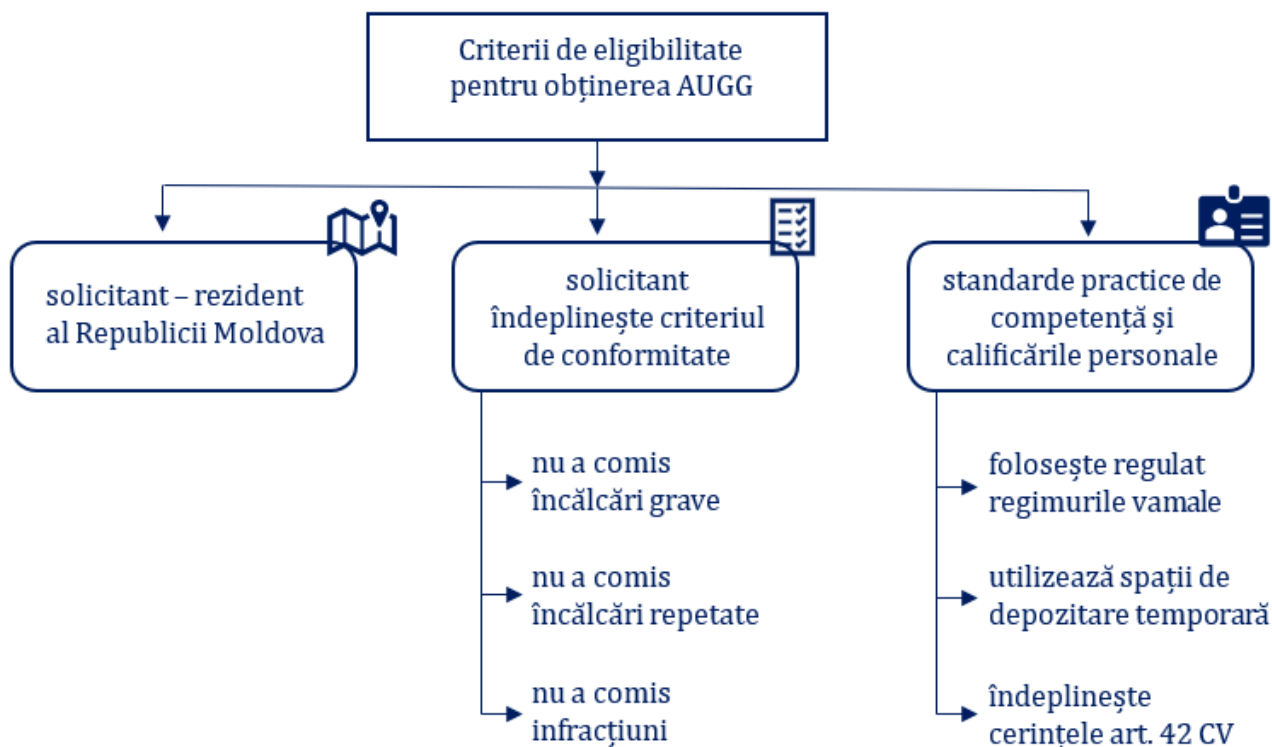 Criterii de eligibilitate
pentru obținerea AUGG
solicitant – rezident
al Republicii Moldova
solicitant
îndeplinește criteriul
de conformitate
nu a comis
încălcări grave
nu a comis
încălcări repetate
nu a comis
infracțiuni
standarde practice de
competență și
calificările personale
folosește regulat
regimurile vamale
utilizează spații de
depozitare temporară
îndeplinește
cerințele art. 42 CV